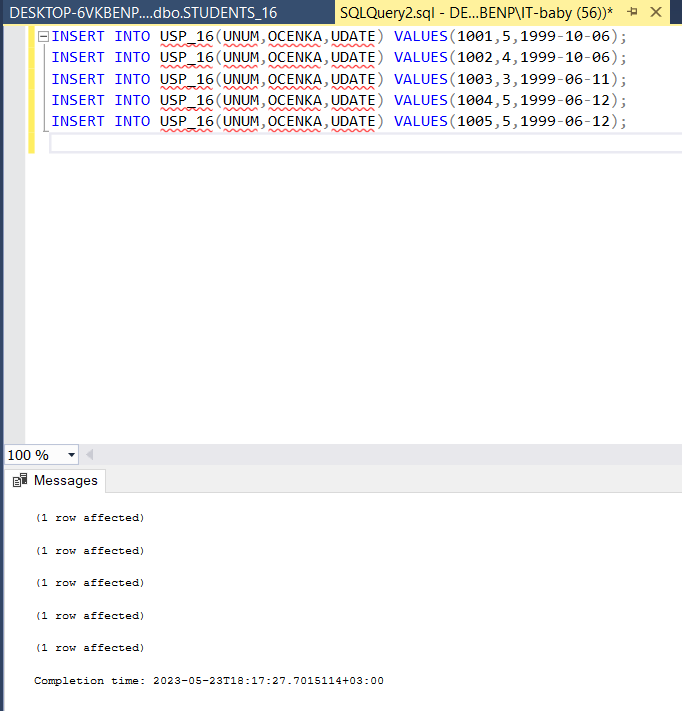 DESKTOP-6VKBENP....dbo.STUDENTS_16 SQLQuery2.sql - DE...BENP\IT-baby (56))*
INSERT INTO USP_16(UNUM,OCENKA,UDATE) VALUES(1001,5,1999-10-06);
INSERT INTO USP_16(UNUM,OCENKA,UDATE) VALUES(1002,4,1999-10-06);
INSERT INTO USP_16(UNUM,OCENKA,UDATE) VALUES(1003,3,1999-06-11);
INSERT INTO USP_16(UNUM,OCENKA,UDATE) VALUES(1004,5,1999-06-12);
INSERT INTO USP_16(UNUM,OCENKA,UDATE) VALUES(1005,5,1999-06-12);
100 %
Messages
(1 row affected)
(1 row affected)
(1 row affected)
(1 row affected)
(1 row affected)
Completion time: 2023-05-23T18:17:27.7015114+03:00